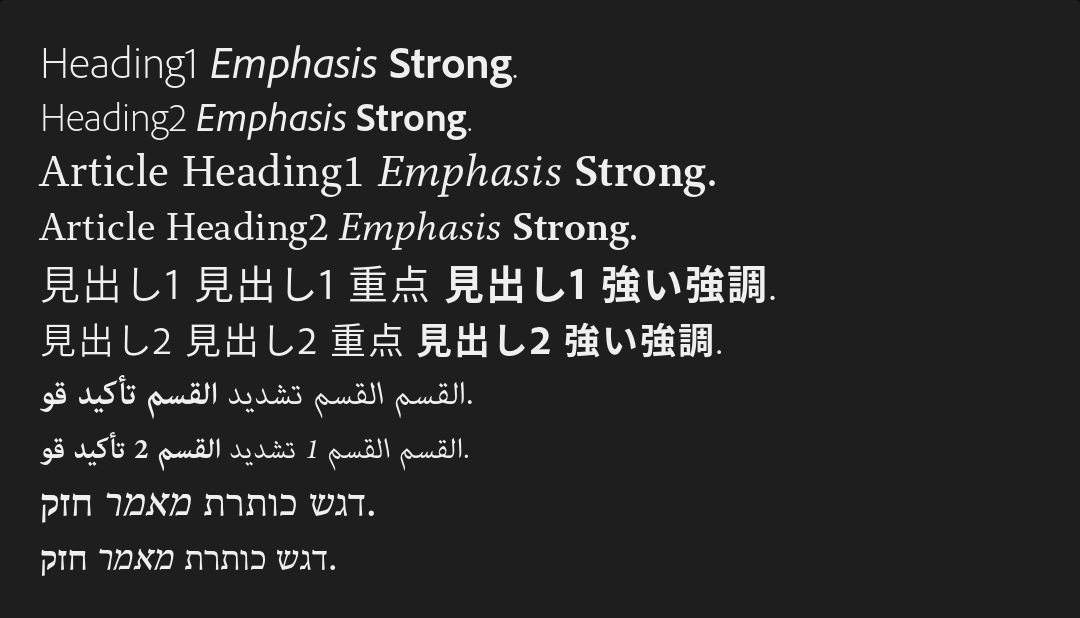 Heading1 Emphasis Strong.
Heading2 Emphasis Strong.
Article Heading1 Emphasis Strong.
Article Heading2 Emphasis Strong.
見出し1 見出し1 重点 見出し1 強い強調.
見出し2 見出し2 重点 見出し2 強い強調.
القسم القسم تشديد القسم تأكيد قو.
القسم القسم 1 تشديد القسم 2 تأكيد قو.
דגש כותרת מאמר חזק.
דגש כותרת מאמר חזק.